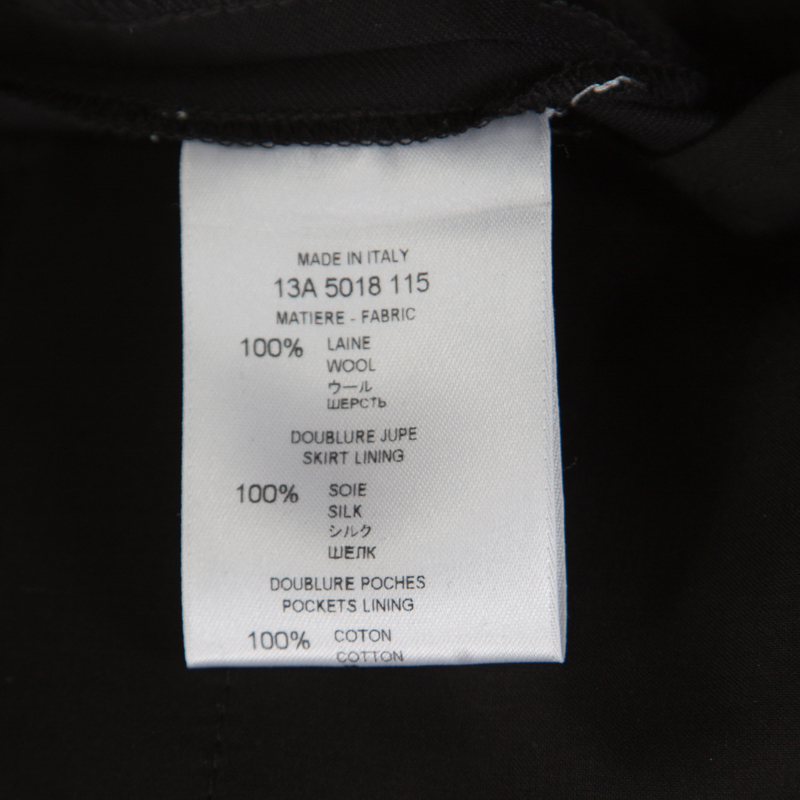 MADE IN ITALY
13A 5018 115
MATIERE - FABRIC
100% LAINE
WOOL
ウール
ШЕРСТЬ
DOUBLURE JUPE
SKIRT LINING
100% SOIE
SILK
シルク
ШЕЛК
DOUBLURE POCHES
POCKETS LINING
100% COTON
COTTON